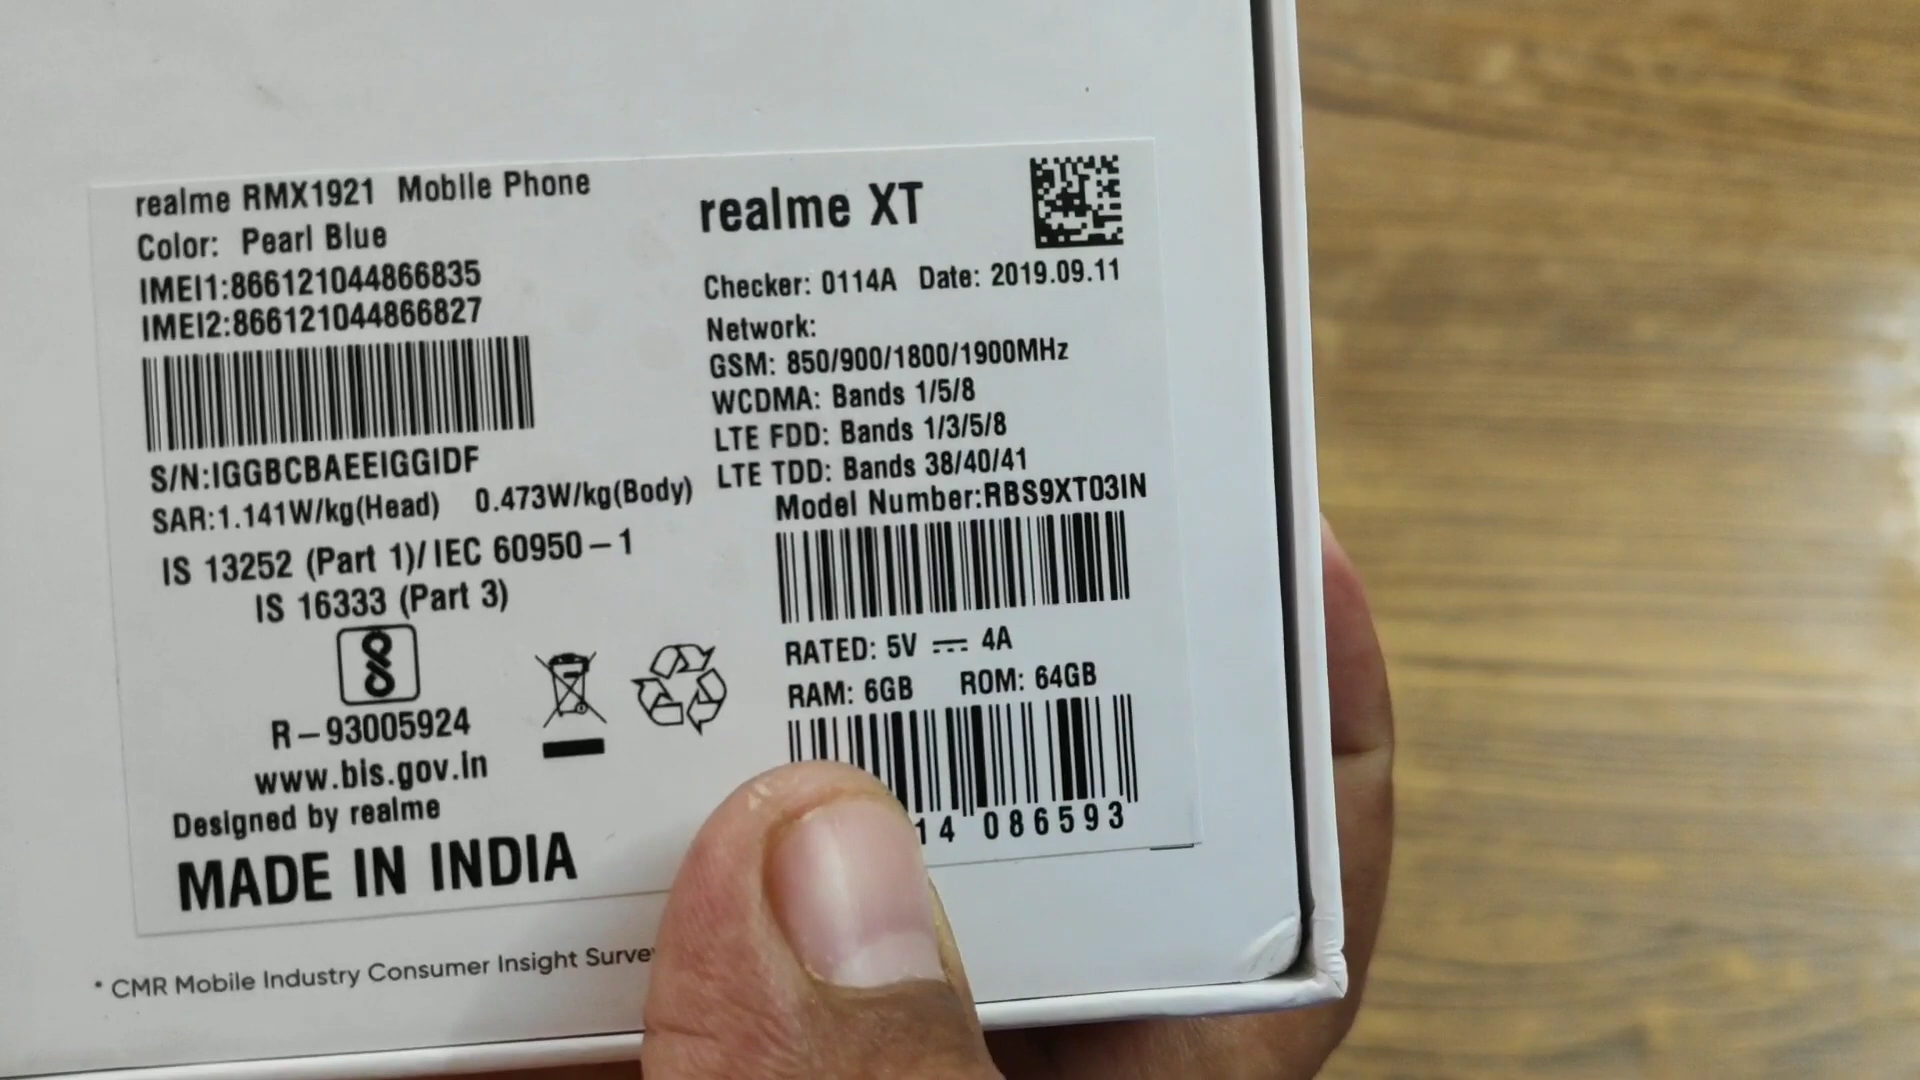 realme RMX1921 Mobile Phone
Color: Pearl Blue
IMEI1:866121044866835
IMEI2:866121044866827
S/N:IGGBCBAEEIGGIDF
SAR:1.141W/kg(Head) 0.473W/kg(Body)
IS 13252 (Part 1)/ IEC 60950-1
IS 16333 (Part 3)
R-93005924
www.bis.gov.in
Designed by realme
MADE IN INDIA
realme XT
Checker: 0114A Date: 2019.09.11
Network:
GSM: 850/900/1800/1900MHz
WCDMA: Bands 1/5/8
LTE FDD: Bands 1/3/5/8
LTE TDD: Bands 38/40/41
Model Number:RBS9XT03IN
RATED: 5V ⎓ 4A
RAM: 6GB ROM: 64GB
14 086593
* CMR Mobile Industry Consumer Insight